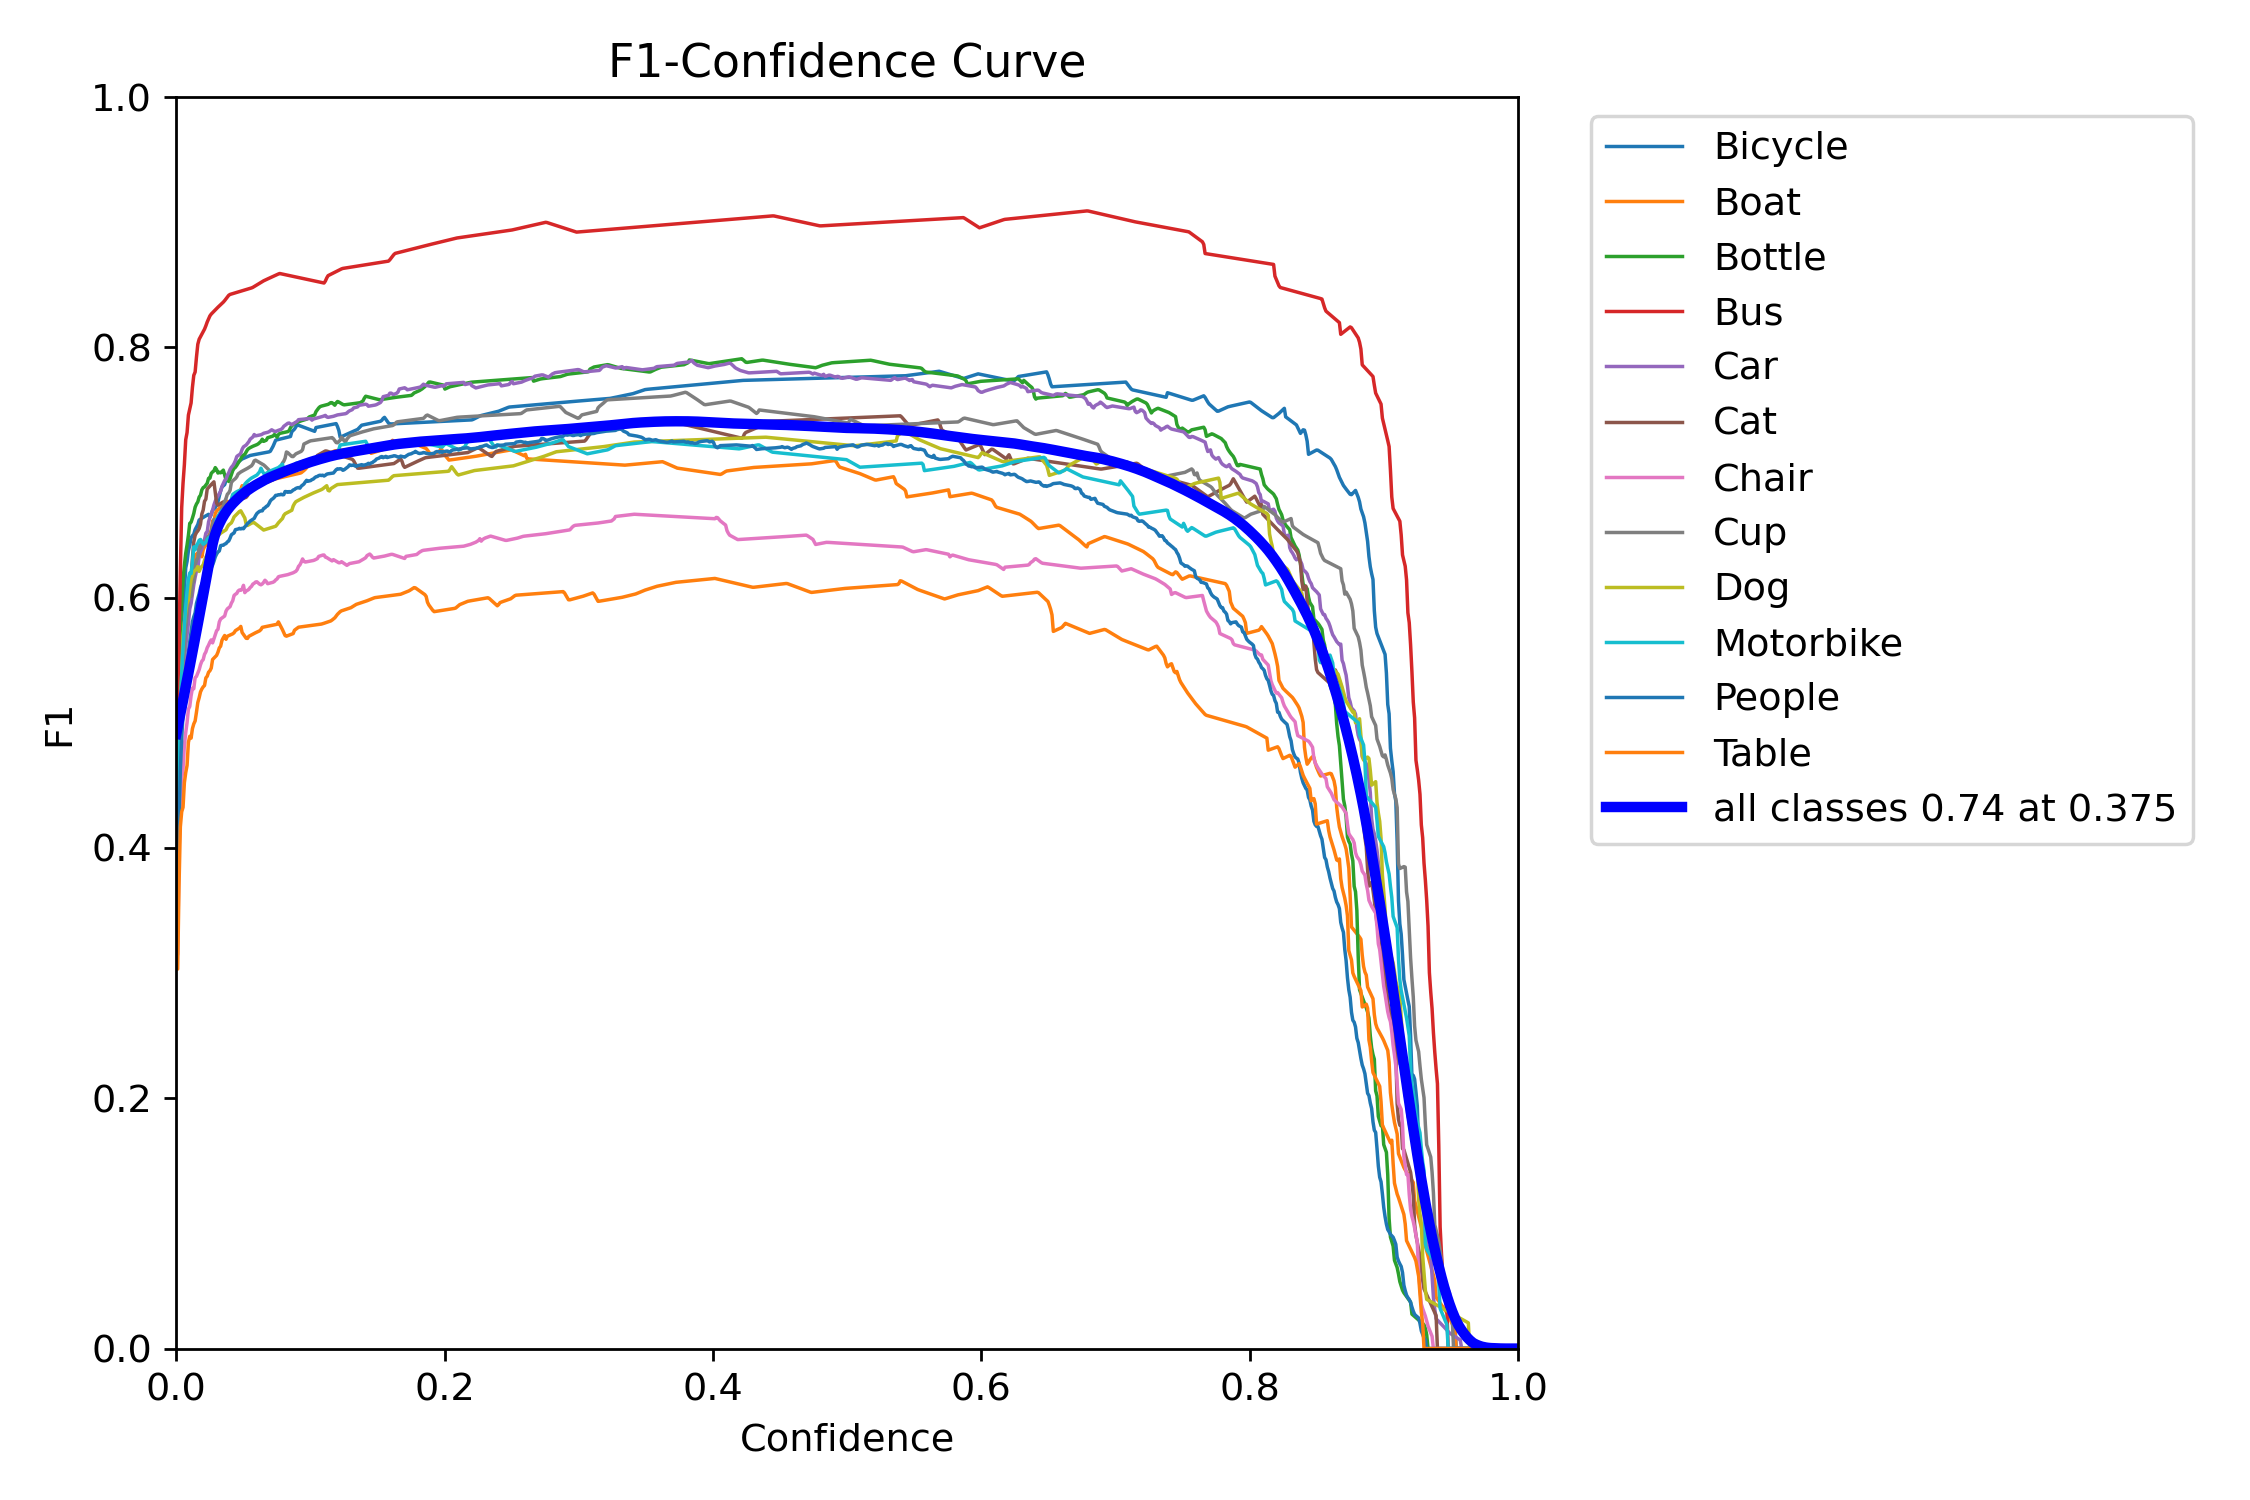 F1-Confidence Curve
1.0
0.8
0.6
0.4
0.2
0.0
F1
0.0 0.2 0.4 0.6 0.8 1.0
Confidence
Bicycle
Boat
Bottle
Bus
Car
Cat
Chair
Cup
Dog
Motorbike
People
Table
all classes 0.74 at 0.375